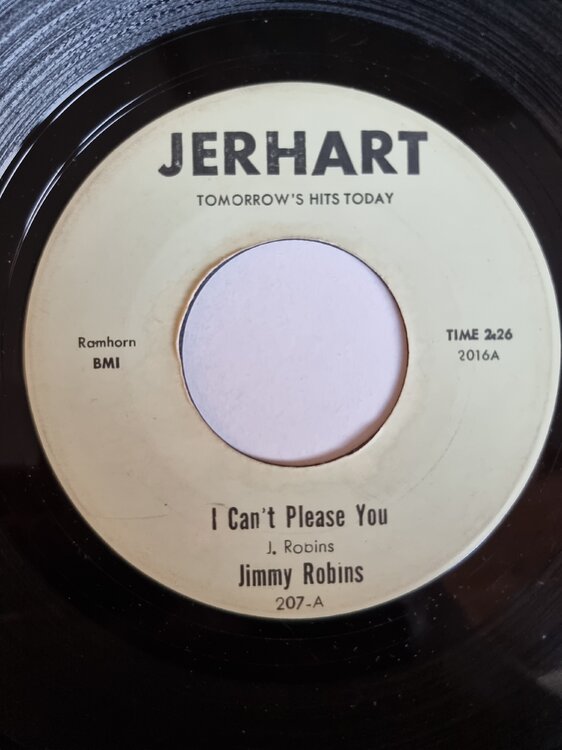 JERHART
TOMORROW'S HITS TODAY
Ramhorn
BMI
TIME 2:26
2016A
I Can't Please You
J. Robins
Jimmy Robins
207-A